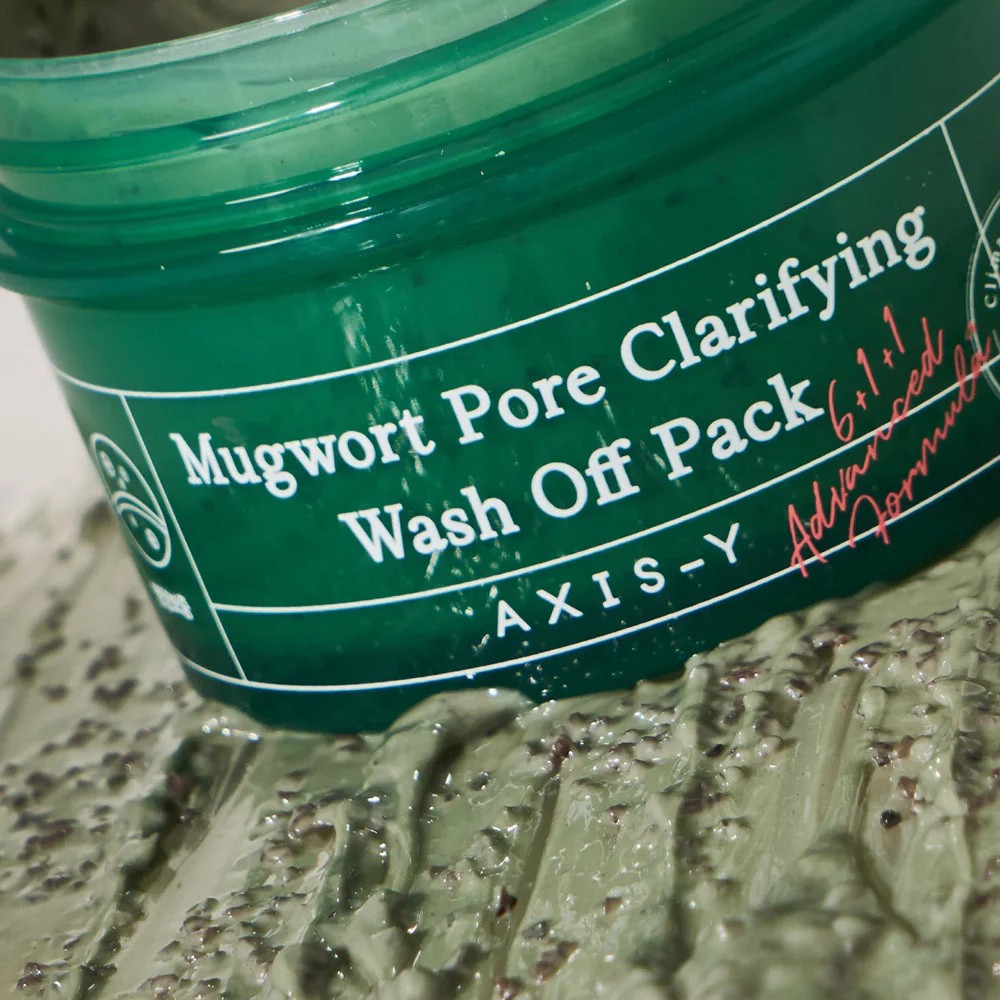 Mugwort Pore Clarifying
Wash Off Pack
6+1+1
Advanced
Formula
AXIS-Y